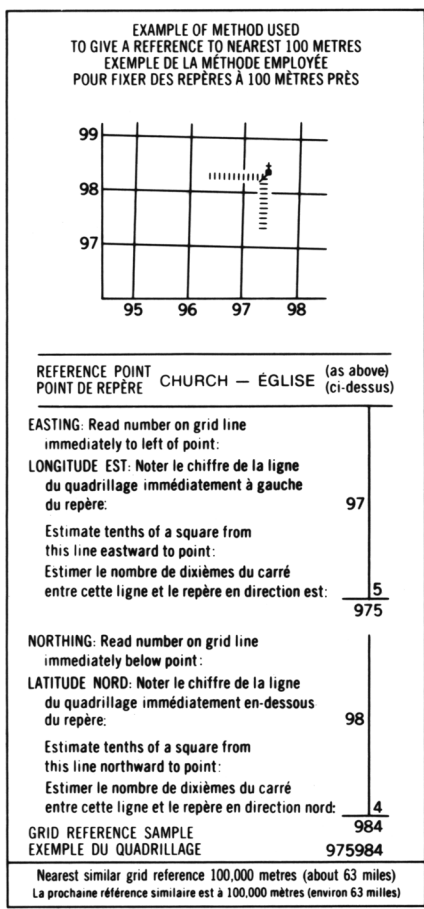 EXAMPLE OF METHOD USED
TO GIVE A REFERENCE TO NEAREST 100 METRES
EXEMPLE DE LA MÉTHODE EMPLOYÉE
POUR FIXER DES REPÈRES À 100 MÈTRES PRÈS
99
98
97
95 96 97 98
REFERENCE POINT
POINT DE REPÈRE CHURCH — ÉGLISE (as above)
(ci-dessus)
EASTING: Read number on grid line
immediately to left of point:
LONGITUDE EST: Noter le chiffre de la ligne
du quadrillage immédiatement à gauche
du repère: 97
Estimate tenths of a square from
this line eastward to point:
Estimer le nombre de dixièmes du carré
entre cette ligne et le repère en direction est: 5
975
NORTHING: Read number on grid line
immediately below point:
LATITUDE NORD: Noter le chiffre de la ligne
du quadrillage immédiatement en-dessous
du repère: 98
Estimate tenths of a square from
this line northward to point:
Estimer le nombre de dixièmes du carré
entre cette ligne et le repère en direction nord: 4
984
GRID REFERENCE SAMPLE
EXEMPLE DU QUADRILLAGE 975984
Nearest similar grid reference 100,000 metres (about 63 miles)
La prochaine référence similaire est à 100,000 mètres (environ 63 milles)